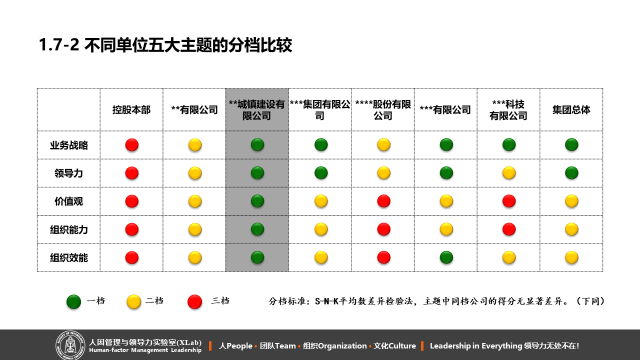 1.7-2 不同单位五大主题的分档比较
控股本部
**有限公司
**城镇建设有
限公司
***集团有限公
司
****股份有限
公司
***有限公司
***科技
有限公司
集团总体
业务战略
领导力
价值观
组织能力
组织效能
一档
二档
三档
分档标准：S-N-K平均数差异检验法，主题中同档公司的得分无显著差异。（下同）
人因管理与领导力实验室(XLab)
Human-factor Management Leadership
人People • 团队Team • 组织Organization • 文化Culture
Leadership in Everything 领导力无处不在！